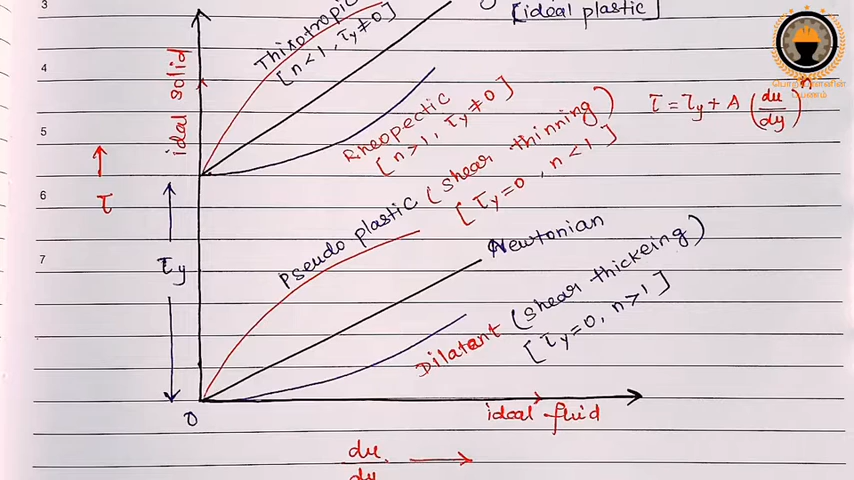 3
[ideal plastic]
Thixotropic
[n<1, τy≠0]
4
ideal solid
பொறியாளனின்
பயணம்
τ = τy + A (du/dy)^n
Rheopectic
[n>1, τy≠0]
5
τ
6
Pseudo plastic (shear thinning)
[τy=0, n<1]
7
τy
Newtonian
Dilatant (shear thickeing)
[τy=0, n>1]
0
ideal fluid
du
dy